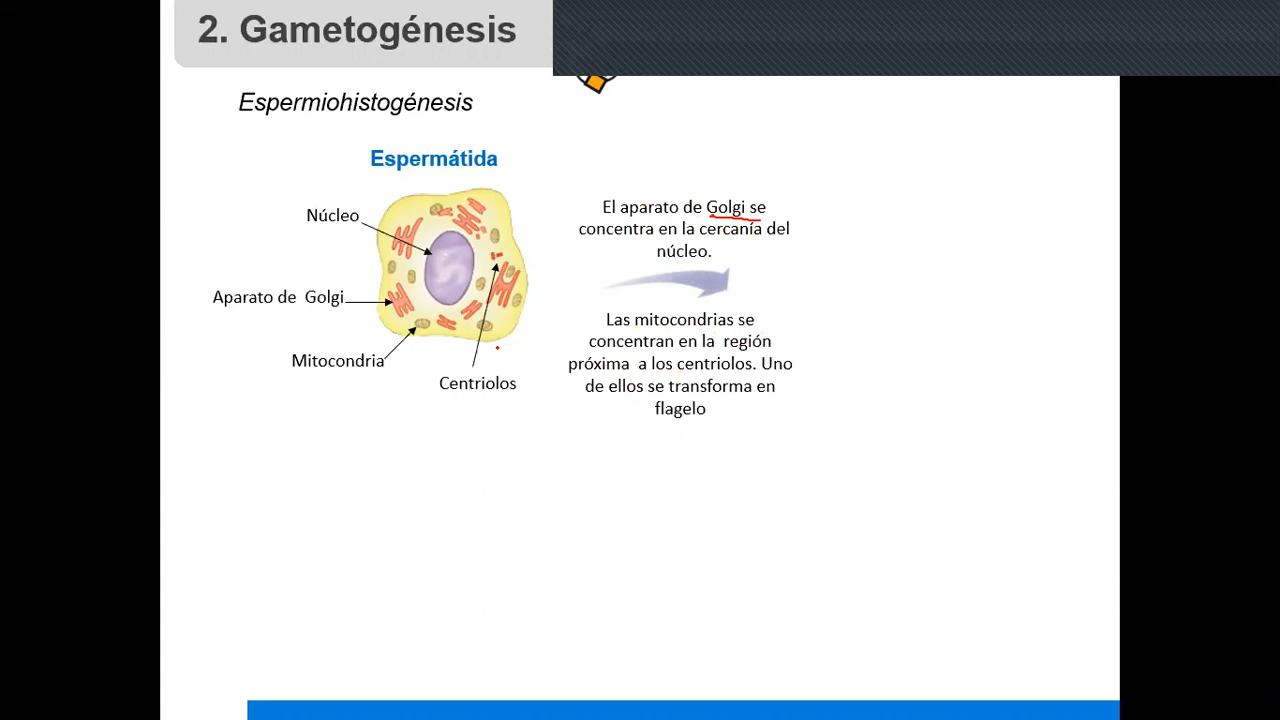 2. Gametogénesis
Espermiohistogénesis
Espermátida
Núcleo
Aparato de Golgi
Mitocondria
Centriolos
El aparato de Golgi se
concentra en la cercanía del
núcleo.
Las mitocondrias se
concentran en la región
próxima a los centriolos. Uno
de ellos se transforma en
flagelo